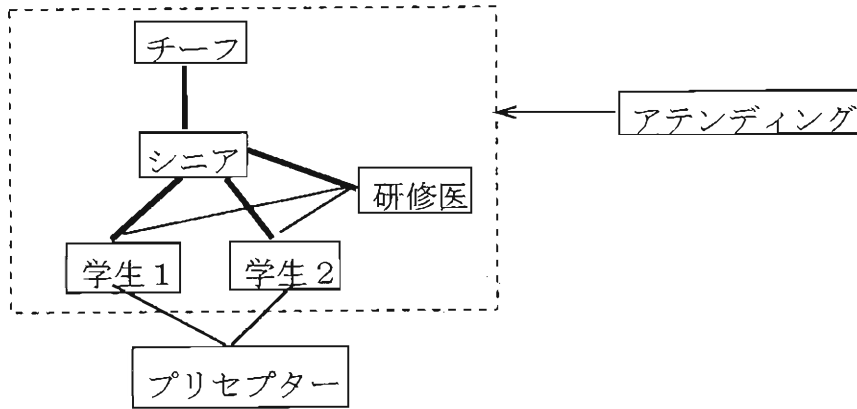 チーフ
アテンディング
シニア
研修医
学生1
学生2
プリセプター